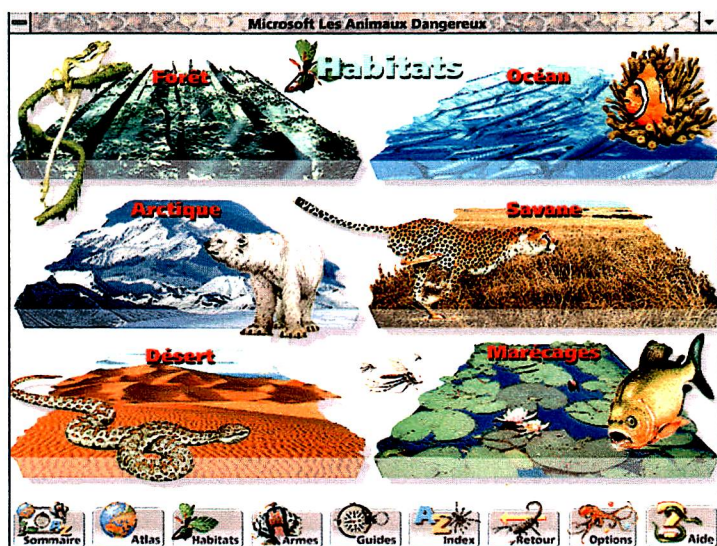 Microsoft Les Animaux Dangereux
Habitats
Forêt
Océan
Arctique
Savane
Désert
Marécages
Sommaire
Atlas
Habitats
Armes
Guides
A Z
Index
Retour
Options
Aide